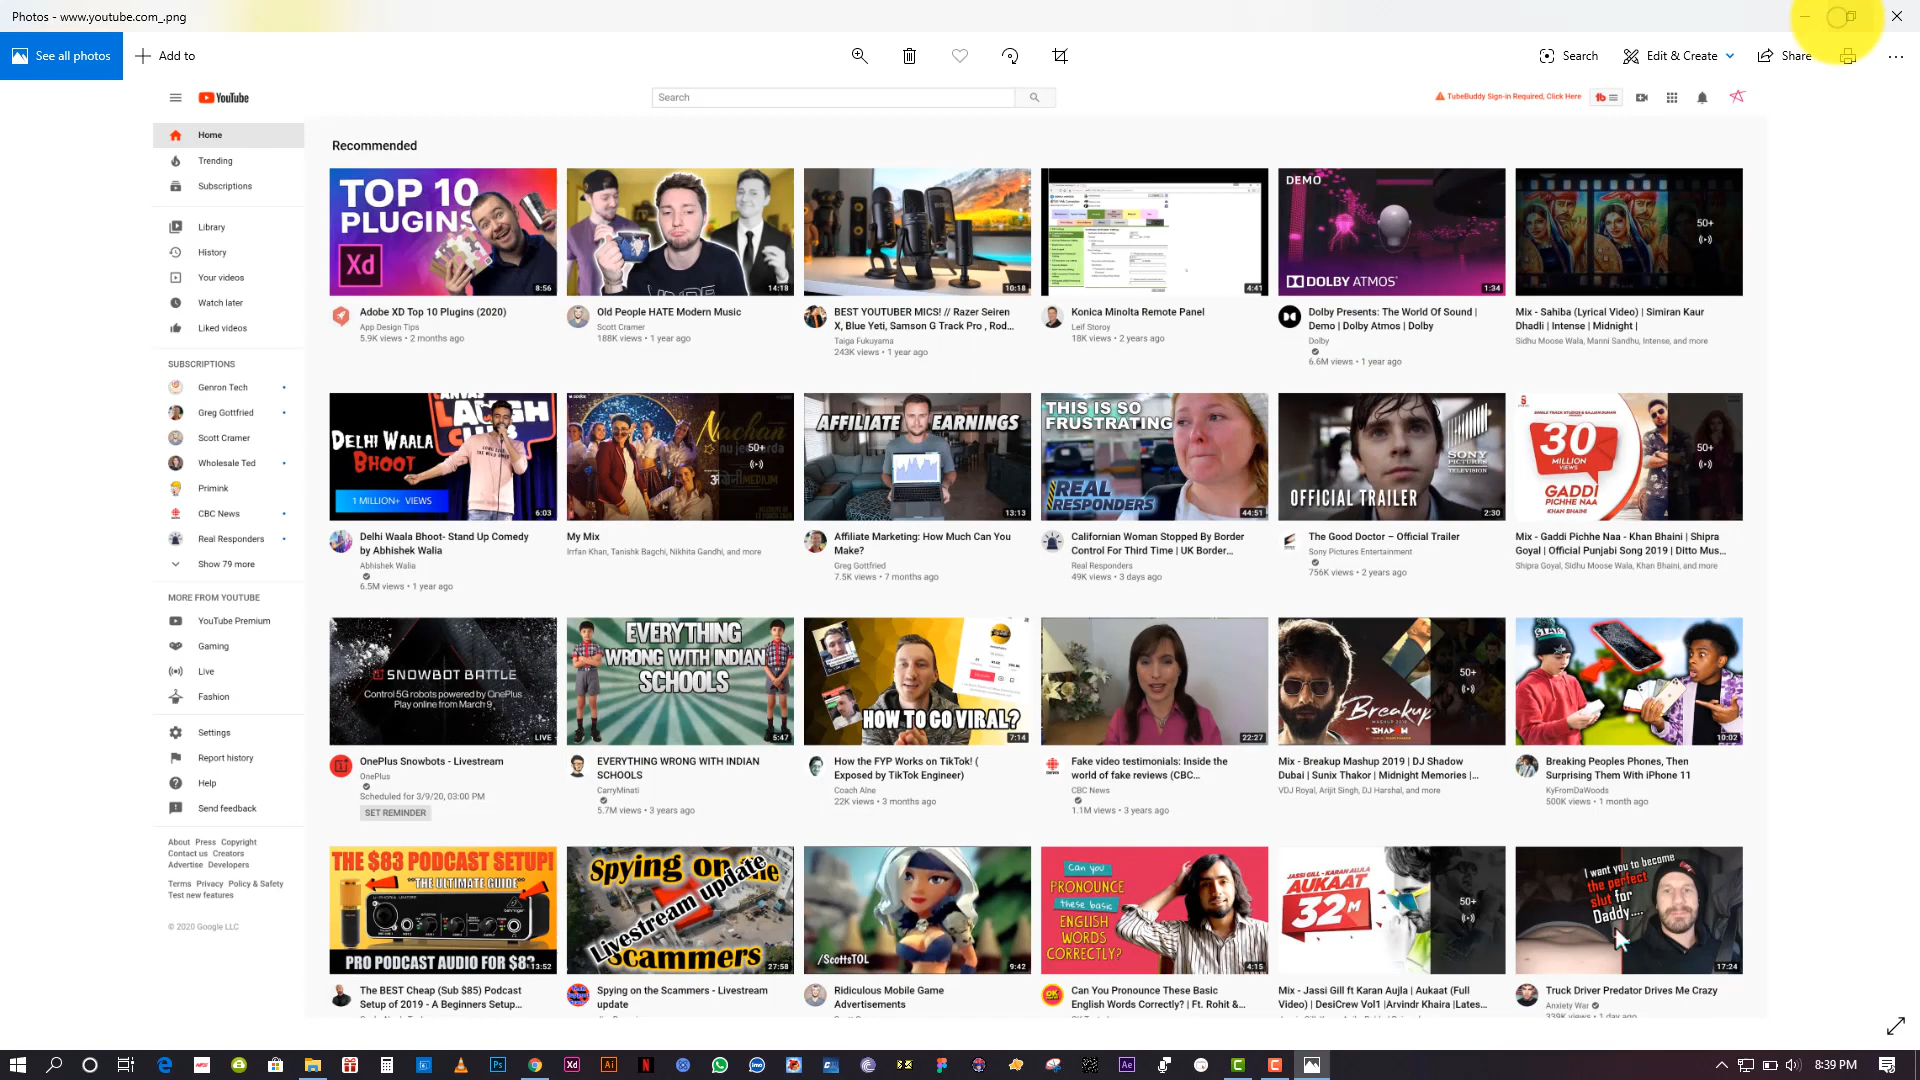 Photos - www.youtube.com_.png
See all photos
Add to
Search
Edit & Create
Share
YouTube
Search
TubeBuddy Sign-in Required, Click Here
tb
Home
Trending
Subscriptions
Library
History
Your videos
Watch later
Liked videos
SUBSCRIPTIONS
Genron Tech
Greg Gottfried
Scott Cramer
Wholesale Ted
Primink
CBC News
Real Responders
Show 79 more
MORE FROM YOUTUBE
YouTube Premium
Gaming
Live
Fashion
Settings
Report history
Help
Send feedback
About Press Copyright
Contact us Creators
Advertise Developers
Terms Privacy Policy & Safety
Test new features
© 2020 Google LLC
Recommended
TOP 10
PLUGINS
Xd
8:56
Adobe XD Top 10 Plugins (2020)
App Design Tips
5.9K views • 2 months ago
14:18
Old People HATE Modern Music
Scott Cramer
188K views • 1 year ago
10:18
BEST YOUTUBER MICS! // Razer Seiren
X, Blue Yeti, Samson G Track Pro , Rod...
Taiga Fukuyama
243K views • 1 year ago
4:41
Konica Minolta Remote Panel
Leif Storoy
18K views • 2 years ago
DEMO
DOLBY ATMOS
1:34
Dolby Presents: The World Of Sound |
Demo | Dolby Atmos | Dolby
Dolby
6.6M views • 1 year ago
50+
Mix - Sahiba (Lyrical Video) | Simiran Kaur
Dhadli | Intense | Midnight |
Sidhu Moose Wala, Manni Sandhu, Intense, and more
LAUGH
DELHI WAALA
BHOOT
1 MILLION+ VIEWS
6:03
Delhi Waala Bhoot- Stand Up Comedy
by Abhishek Walia
Abhishek Walia
6.5M views • 1 year ago
Nachan
nu jee karda
50+
MEDIUM
My Mix
Irrfan Khan, Tanishk Bagchi, Nikhita Gandhi, and more
AFFILIATE EARNINGS
13:13
Affiliate Marketing: How Much Can You
Make?
Greg Gottfried
7.5K views • 7 months ago
THIS IS SO
FRUSTRATING
REAL
RESPONDERS
44:51
Californian Woman Stopped By Border
Control For Third Time | UK Border...
Real Responders
49K views • 3 days ago
SONY
PICTURES
TELEVISION
OFFICIAL TRAILER
2:30
The Good Doctor – Official Trailer
Sony Pictures Entertainment
756K views • 2 years ago
30
MILLION
VIEWS
GADDI
PICHHE NAA
KHAN BHAINI
50+
Mix - Gaddi Pichhe Naa - Khan Bhaini | Shipra
Goyal | Official Punjabi Song 2019 | Ditto Mus...
Shipra Goyal, Sidhu Moose Wala, Khan Bhaini, and more
SNOWBOT BATTLE
Control 5G robots powered by OnePlus
Play online from March 9
LIVE
OnePlus Snowbots - Livestream
OnePlus
Scheduled for 3/9/20, 03:00 PM
SET REMINDER
EVERYTHING
WRONG WITH INDIAN
SCHOOLS
5:47
EVERYTHING WRONG WITH INDIAN
SCHOOLS
CarryMinati
5.7M views • 3 years ago
HOW TO GO VIRAL?
7:14
How the FYP Works on TikTok! (
Exposed by TikTok Engineer)
Coach Aine
22K views • 3 months ago
22:27
Fake video testimonials: Inside the
world of fake reviews (CBC...
CBC News
1.1M views • 3 years ago
Breakup
MASHUP 2019
SHADOW
50+
Mix - Breakup Mashup 2019 | DJ Shadow
Dubai | Sunix Thakor | Midnight Memories |...
VDJ Royal, Arijit Singh, DJ Harshal, and more
10:02
Breaking Peoples Phones, Then
Surprising Them With iPhone 11
KyFromDaWoods
500K views • 1 month ago
THE $83 PODCAST SETUP!
"THE ULTIMATE GUIDE"
PRO PODCAST AUDIO FOR $83
13:52
The BEST Cheap (Sub $85) Podcast
Setup of 2019 - A Beginners Setup...
Spying on the
Livestream update
Scammers
27:58
Spying on the Scammers - Livestream
update
/ScottsTOL
9:42
Ridiculous Mobile Game
Advertisements
Can you
PRONOUNCE
these basic
ENGLISH
WORDS
CORRECTLY?
4:15
Can You Pronounce These Basic
English Words Correctly? | Ft. Rohit &...
JASSI GILL - KARAN AUJLA
AUKAAT
32M
50+
Mix - Jassi Gill ft Karan Aujla | Aukaat (Full
Video) | DesiCrew Vol1 |Arvindr Khaira |Lates...
I want you to become
the perfect
slut for
Daddy....
17:24
Truck Driver Predator Drives Me Crazy
Anxiety War
339K views • 1 day ago
8:39 PM